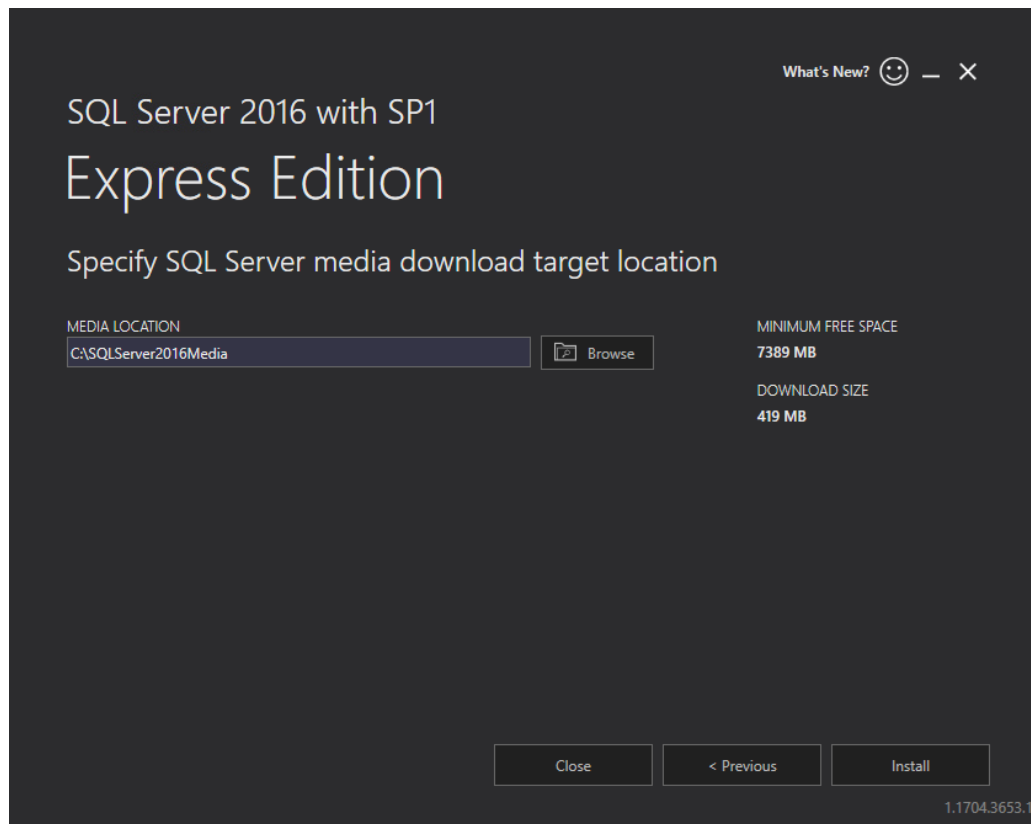 What's New?
SQL Server 2016 with SP1
Express Edition
Specify SQL Server media download target location
MEDIA LOCATION
C:\SQLServer2016Media
Browse
MINIMUM FREE SPACE
7389 MB
DOWNLOAD SIZE
419 MB
Close
< Previous
Install
1.1704.3653.1